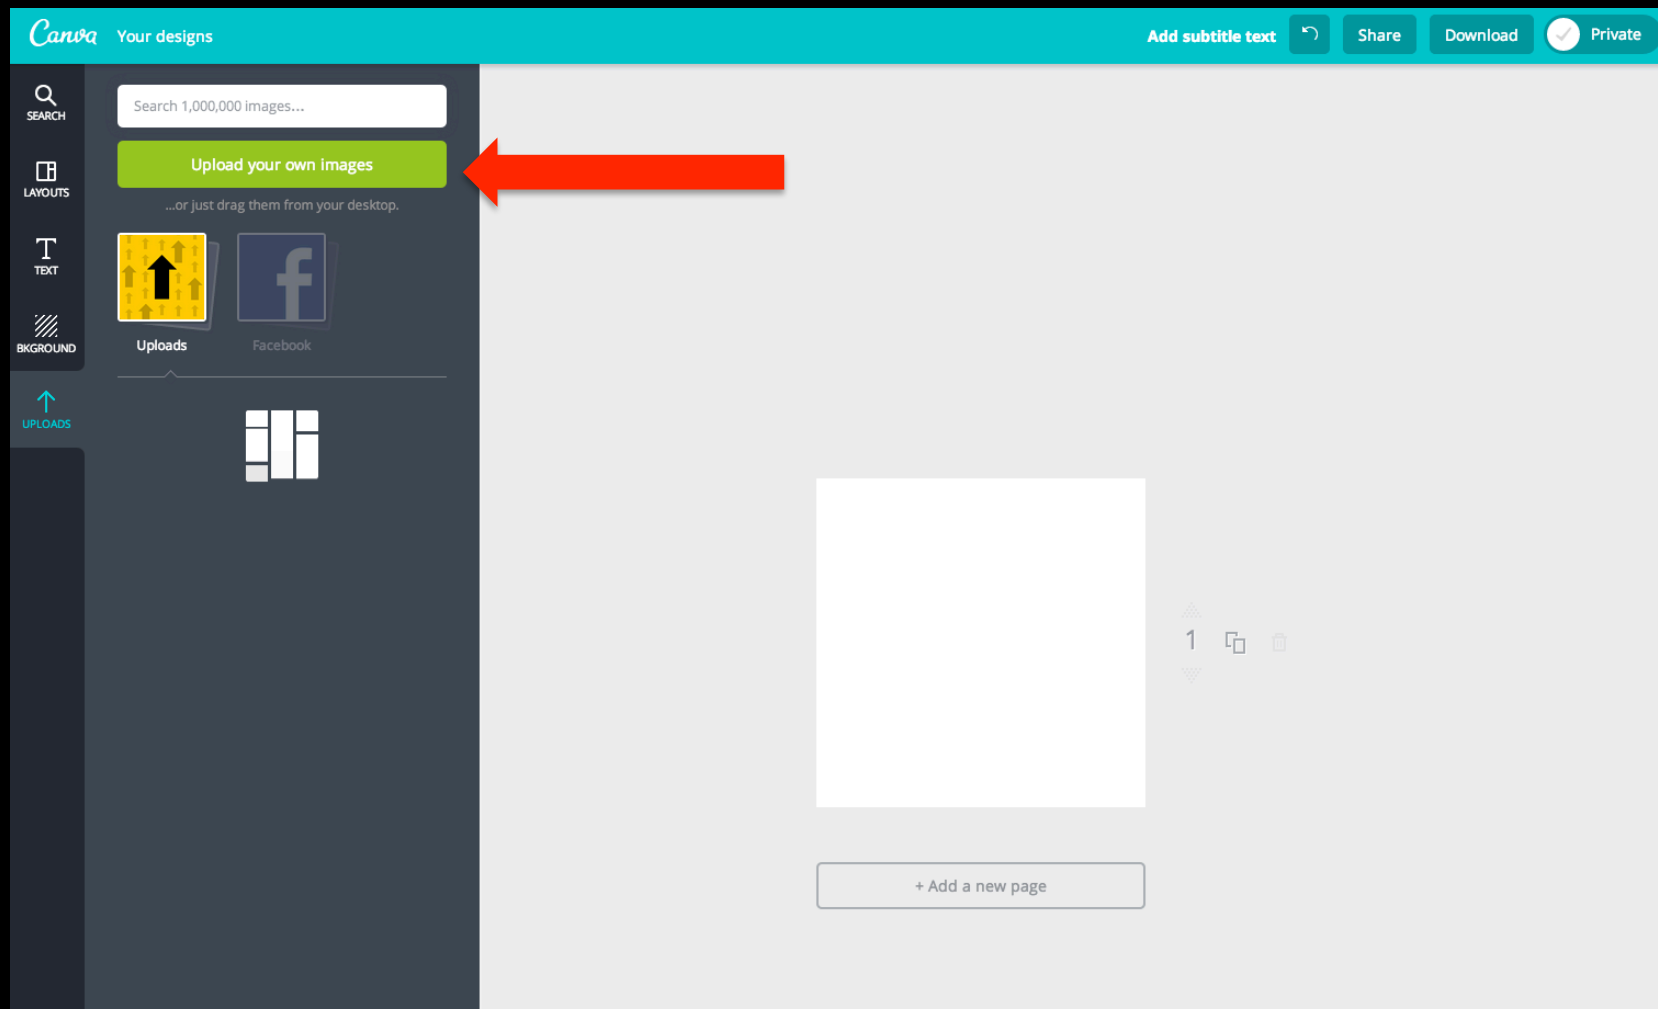 Canva
Your designs
Add subtitle text
Share
Download
Private
SEARCH
LAYOUTS
TEXT
BKGROUND
UPLOADS
Search 1,000,000 images...
Upload your own images
...or just drag them from your desktop.
f
Uploads
Facebook
1
+ Add a new page